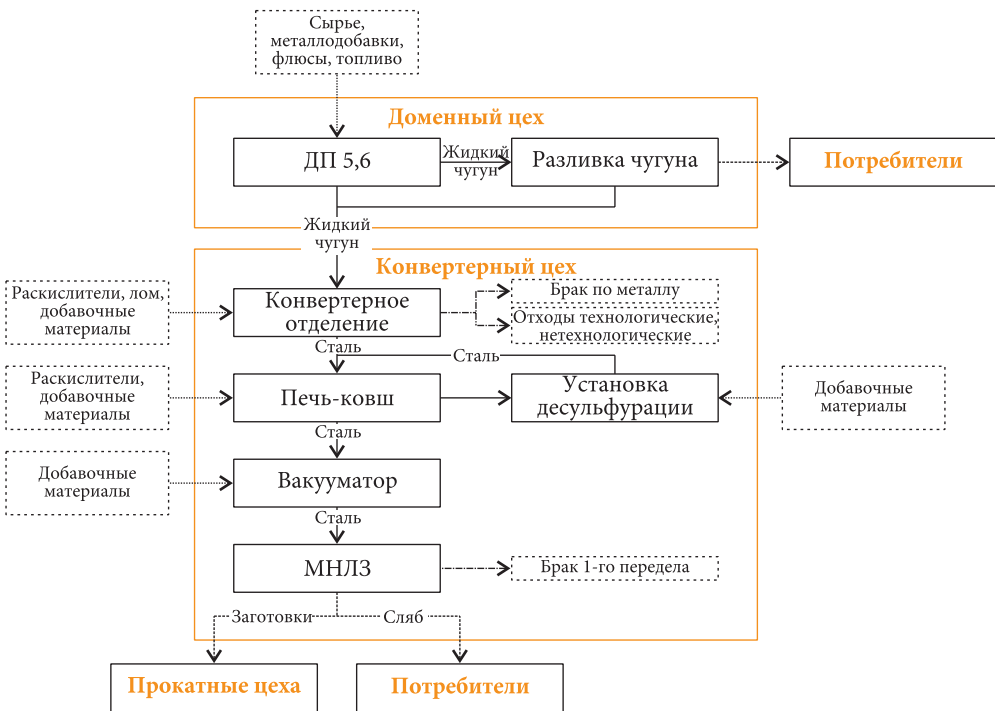 Сырье,
металлодобавки,
флюсы, топливо
Доменный цех
ДП 5,6
Жидкий
чугун
Разливка чугуна
Потребители
Жидкий
чугун
Конвертерный цех
Раскислители, лом,
добавочные
материалы
Конвертерное
отделение
Брак по металлу
Отходы технологические,
нетехнологические
Сталь
Сталь
Раскислители,
добавочные
материалы
Печь-ковш
Установка
десульфурации
Добавочные
материалы
Сталь
Добавочные
материалы
Вакууматор
Сталь
МНЛЗ
Брак 1-го передела
Заготовки
Сляб
Прокатные цеха
Потребители